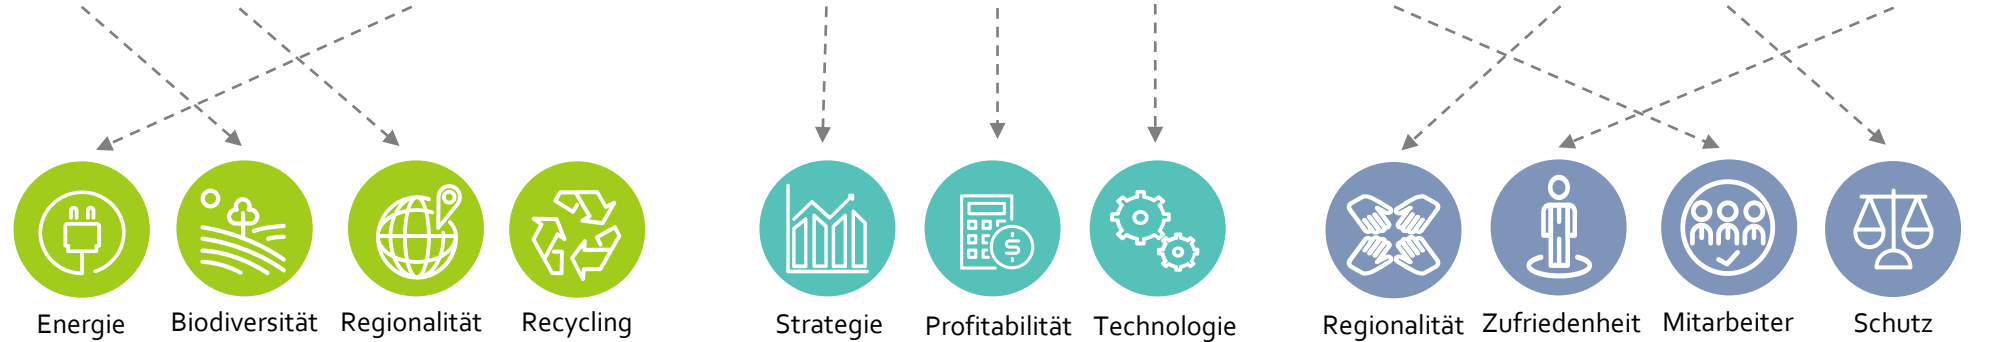 Energie
Biodiversität
Regionalität
Recycling
Strategie
Profitabilität
Technologie
Regionalität
Zufriedenheit
Mitarbeiter
Schutz